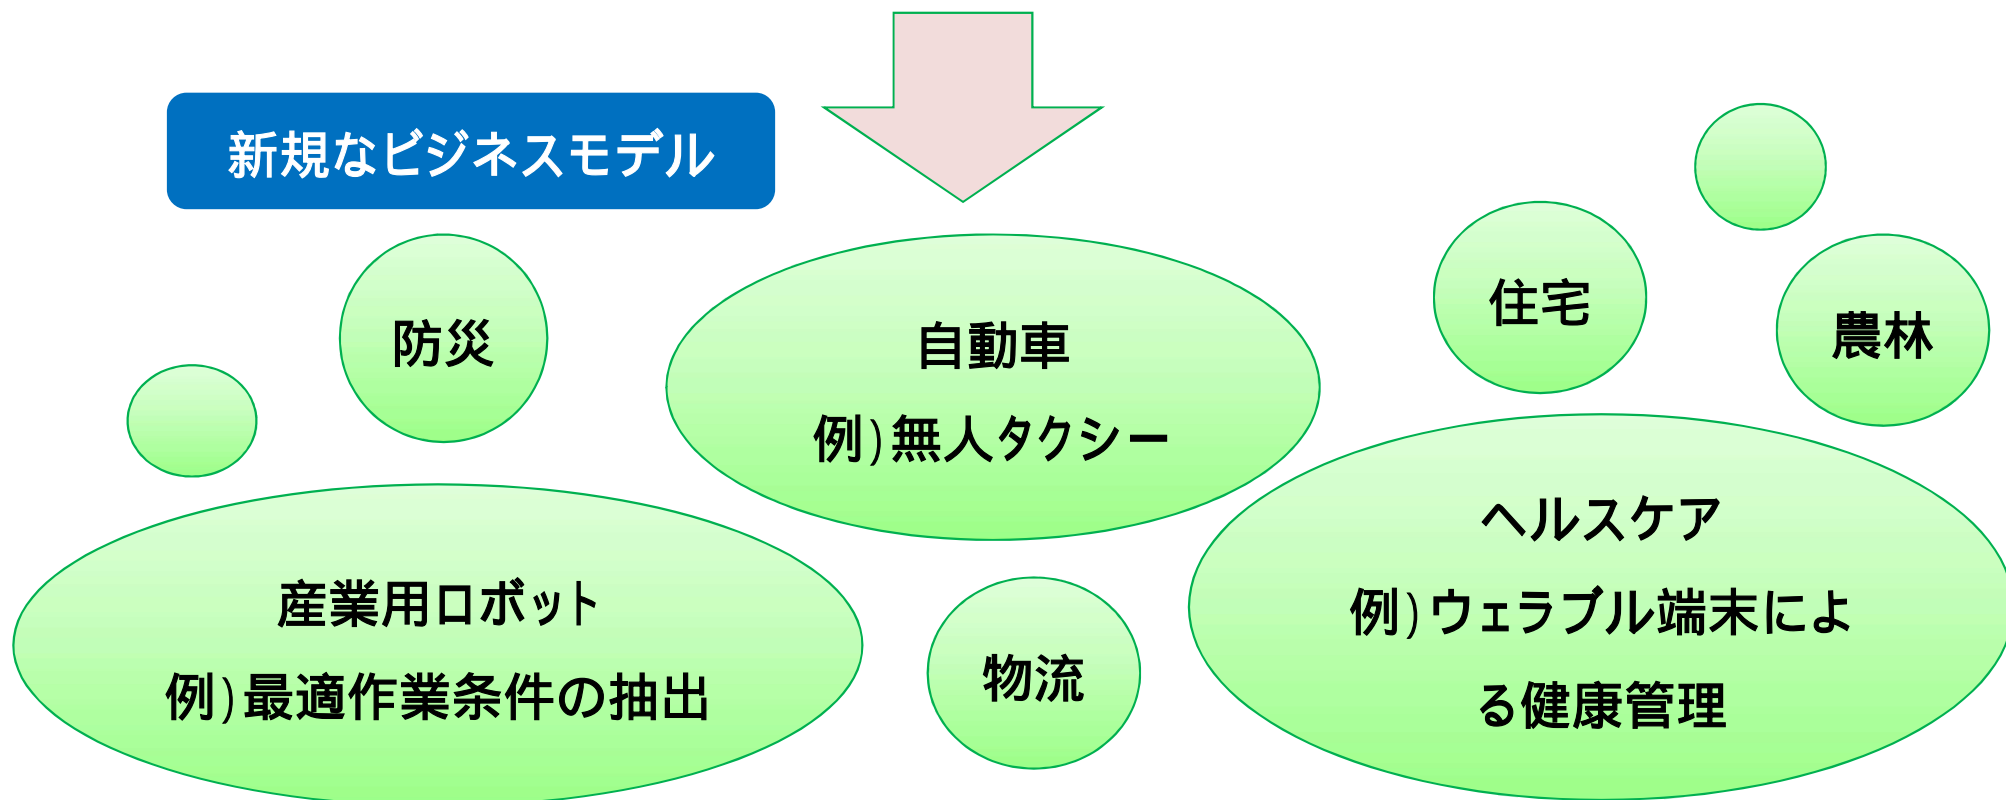 新規なビジネスモデル
防災
自動車
例)無人タクシー
住宅
農林
産業用ロボット
例)最適作業条件の抽出
物流
ヘルスケア
例)ウェラブル端末によ
る健康管理